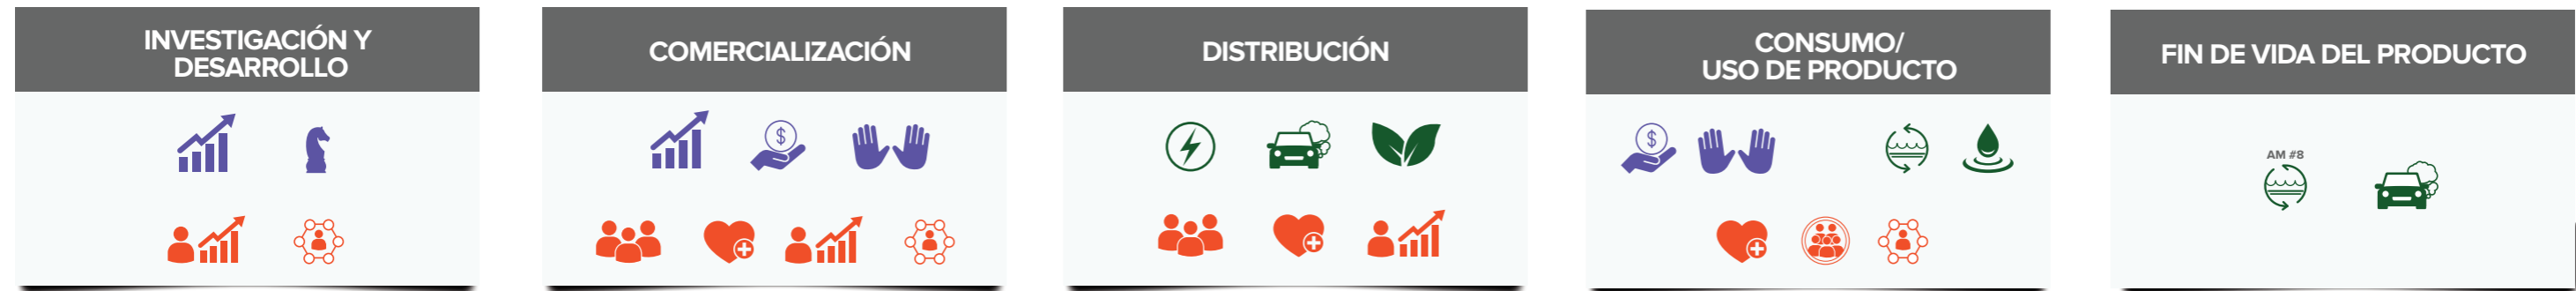 INVESTIGACIÓN Y
DESARROLLO
COMERCIALIZACIÓN
$
DISTRIBUCIÓN
CONSUMO/
USO DE PRODUCTO
$
FIN DE VIDA DEL PRODUCTO
AM #8